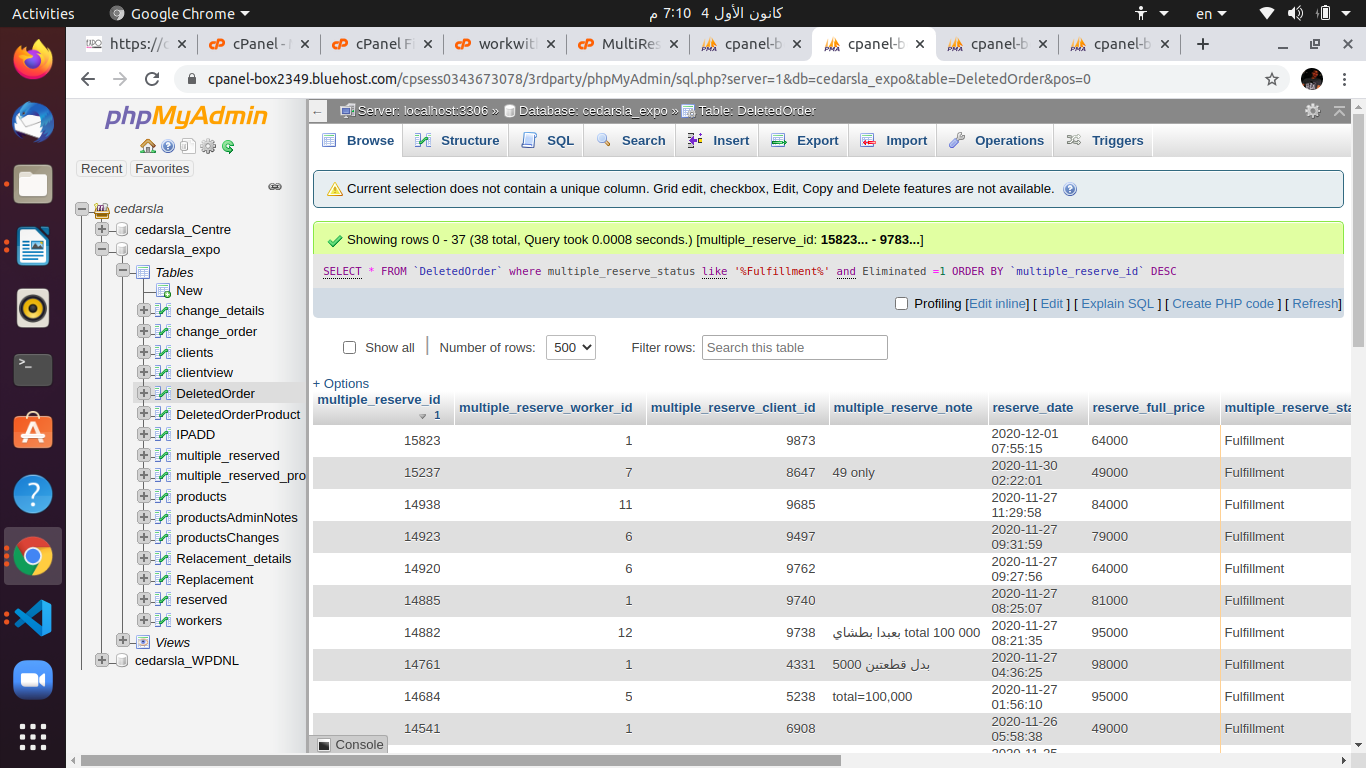 Activities
Google Chrome
كانون الأول 4 7:10 م
en
https://c
cPanel - M
cPanel Fi
workwith
MultiRes
cpanel-b
cpanel-b
cpanel-b
cpanel-b
cpanel-box2349.bluehost.com/cpsess0343673078/3rdparty/phpMyAdmin/sql.php?server=1&db=cedarsla_expo&table=DeletedOrder&pos=0
phpMyAdmin
Recent Favorites
cedarsla
cedarsla_Centre
cedarsla_expo
Tables
New
change_details
change_order
clients
clientview
DeletedOrder
DeletedOrderProduct
IPADD
multiple_reserved
multiple_reserved_pro
products
productsAdminNotes
productsChanges
Relacement_details
Replacement
reserved
workers
Views
cedarsla_WPDNL
Server: localhost:3306 » Database: cedarsla_expo » Table: DeletedOrder
Browse Structure SQL Search Insert Export Import Operations Triggers
Current selection does not contain a unique column. Grid edit, checkbox, Edit, Copy and Delete features are not available.
Showing rows 0 - 37 (38 total, Query took 0.0008 seconds.) [multiple_reserve_id: 15823... - 9783...]
SELECT * FROM `DeletedOrder` where multiple_reserve_status like '%Fulfillment%' and Eliminated =1 ORDER BY `multiple_reserve_id` DESC
Profiling [Edit inline] [ Edit ] [ Explain SQL ] [ Create PHP code ] [ Refresh]
Show all Number of rows: 500 Filter rows: Search this table
+ Options
multiple_reserve_id 1 multiple_reserve_worker_id multiple_reserve_client_id multiple_reserve_note reserve_date reserve_full_price multiple_reserve_sta
15823 1 9873 2020-12-01 07:55:15 64000 Fulfillment
15237 7 8647 49 only 2020-11-30 02:22:01 49000 Fulfillment
14938 11 9685 2020-11-27 11:29:58 84000 Fulfillment
14923 6 9497 2020-11-27 09:31:59 79000 Fulfillment
14920 6 9762 2020-11-27 09:27:56 64000 Fulfillment
14885 1 9740 2020-11-27 08:25:07 81000 Fulfillment
14882 12 9738 بعبدا بطشاي total 100 000 2020-11-27 08:21:35 95000 Fulfillment
14761 1 4331 بدل قطعتين 5000 2020-11-27 04:36:25 98000 Fulfillment
14684 5 5238 total=100,000 2020-11-27 01:56:10 95000 Fulfillment
14541 1 6908 2020-11-26 05:58:38 49000 Fulfillment
Console